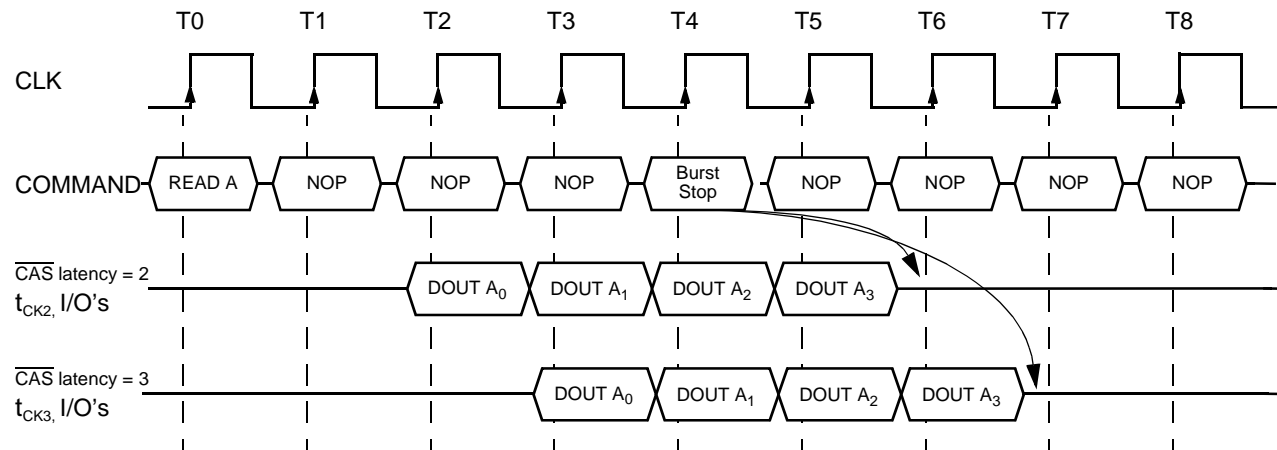 T0 T1 T2 T3 T4 T5 T6 T7 T8
CLK
COMMAND READ A NOP NOP NOP Burst Stop NOP NOP NOP NOP
CAS latency = 2
tCK2, I/O's
DOUT A0 DOUT A1 DOUT A2 DOUT A3
CAS latency = 3
tCK3, I/O's
DOUT A0 DOUT A1 DOUT A2 DOUT A3